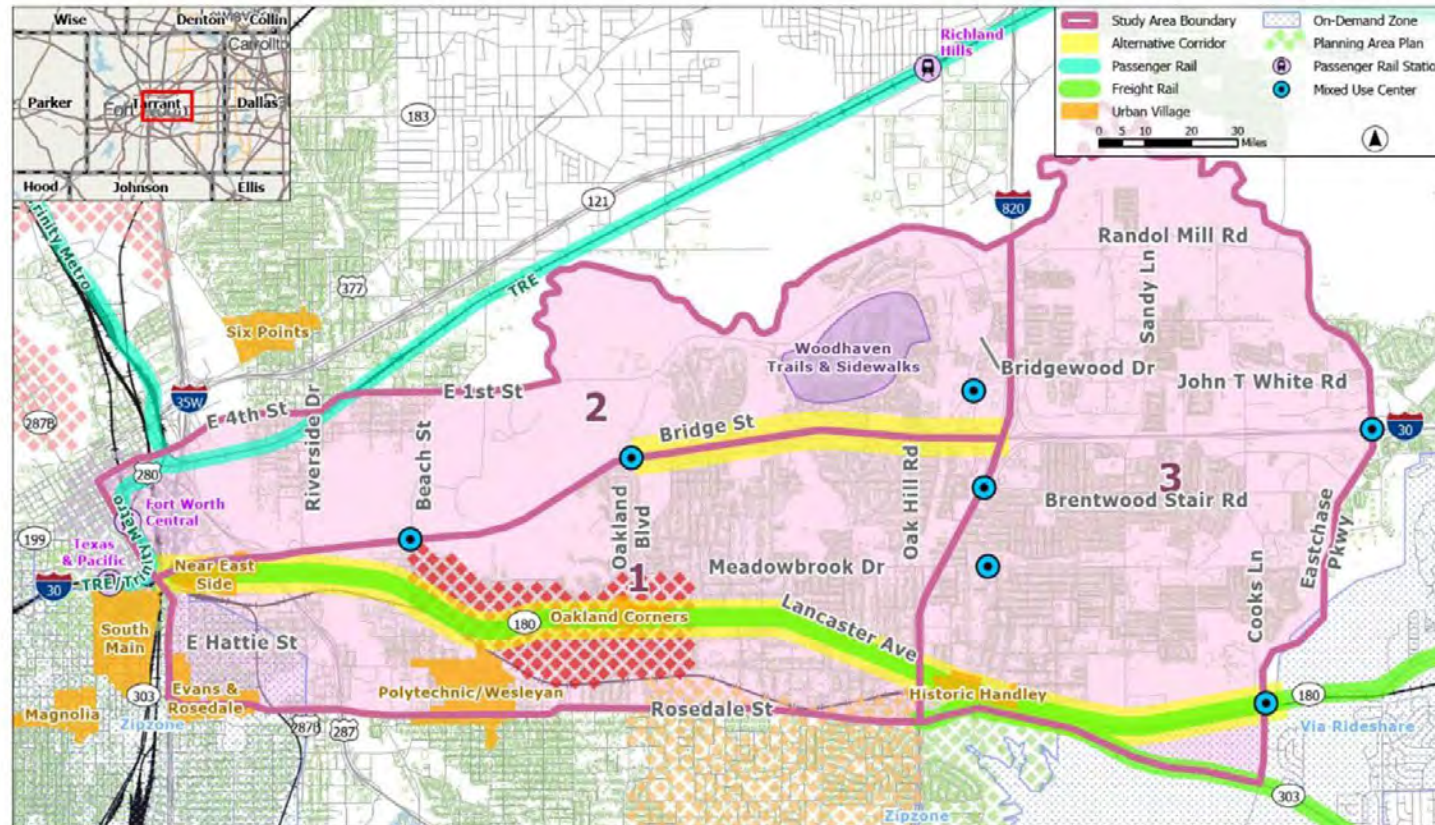 Wise
Denton
Collin
Carrollto
Parker
Tarrant
Dallas
Hood
Johnson
Ellis
Study Area Boundary
Alternative Corridor
Passenger Rail
Freight Rail
Urban Village
On-Demand Zone
Planning Area Plan
Passenger Rail Statio
Mixed Use Center
0 5 10 20 30
Miles
Richland
Hills
183
121
820
377
TRE
Trinity Metro
Six Points
35W
287B
280
E 4th St
E 1st St
Riverside Dr
Beach St
2
Woodhaven
Trails & Sidewalks
Randol Mill Rd
Sandy Ln
Bridgewood Dr
John T White Rd
30
Bridge St
Oakland
Blvd
Oak Hill Rd
3
Brentwood Stair Rd
Eastchase
Pkwy
Cooks Ln
Fort Worth
Central
199
Texas
& Pacific
30
Near East
Side
1
Meadowbrook Dr
180
Oakland Corners
Lancaster Ave
South
Main
E Hattie St
303
Evans &
Rosedale
Magnolia
Zipzone
287B
287
Polytechnic/Wesleyan
Rosedale St
Historic Handley
180
Via Rideshare
303
Zipzone